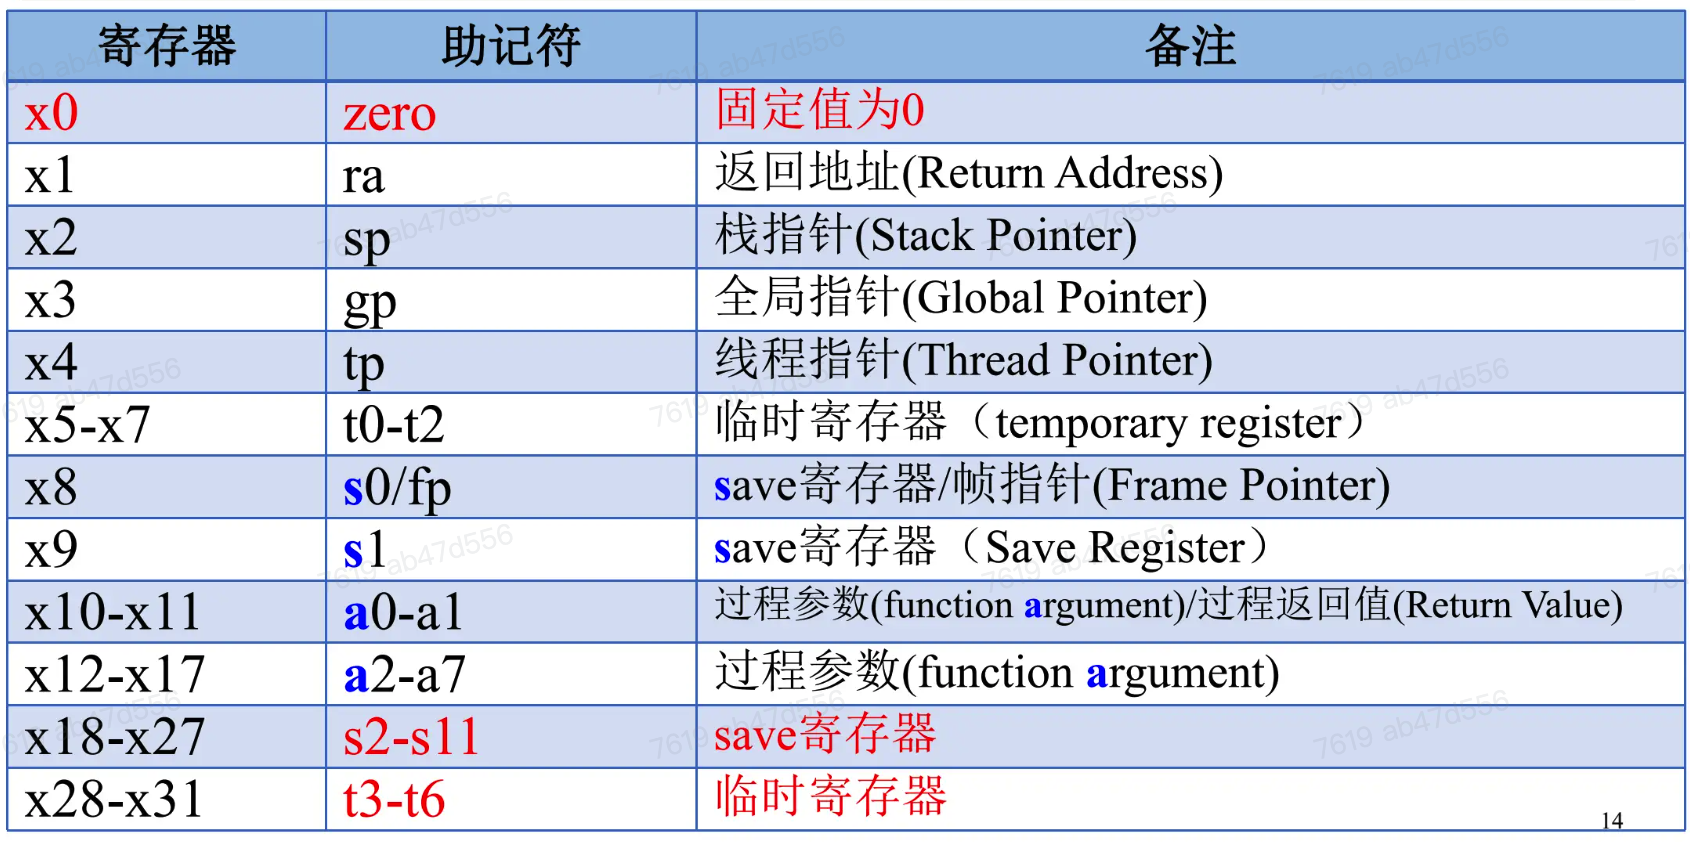 寄存器 助记符 备注
x0 zero 固定值为0
x1 ra 返回地址(Return Address)
x2 sp 栈指针(Stack Pointer)
x3 gp 全局指针(Global Pointer)
x4 tp 线程指针(Thread Pointer)
x5-x7 t0-t2 临时寄存器（temporary register）
x8 s0/fp save寄存器/帧指针(Frame Pointer)
x9 s1 save寄存器（Save Register）
x10-x11 a0-a1 过程参数(function argument)/过程返回值(Return Value)
x12-x17 a2-a7 过程参数(function argument)
x18-x27 s2-s11 save寄存器
x28-x31 t3-t6 临时寄存器
14
7619 ab47d556